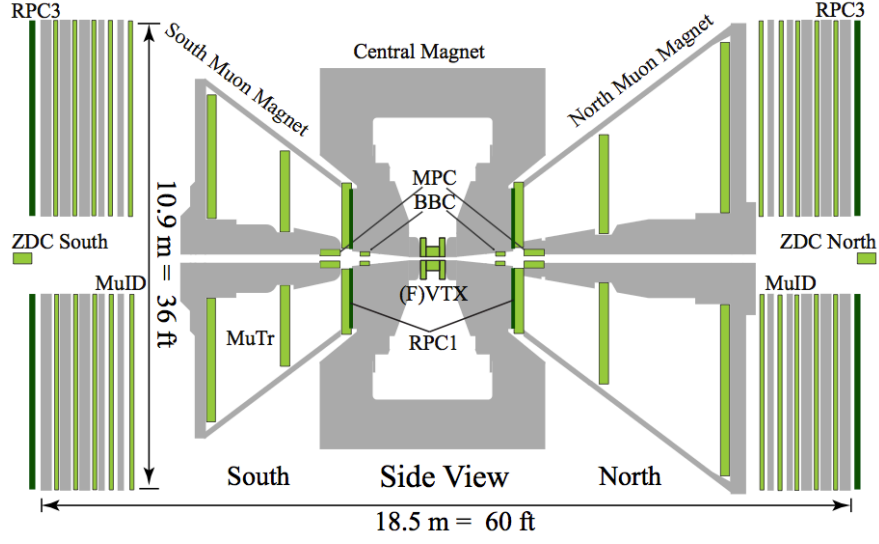 RPC3
RPC3
South Muon Magnet
Central Magnet
North Muon Magnet
MPC
BBC
10.9 m = 36 ft
ZDC South
ZDC North
MuID
MuID
(F)VTX
MuTr
RPC1
South
Side View
North
18.5 m = 60 ft